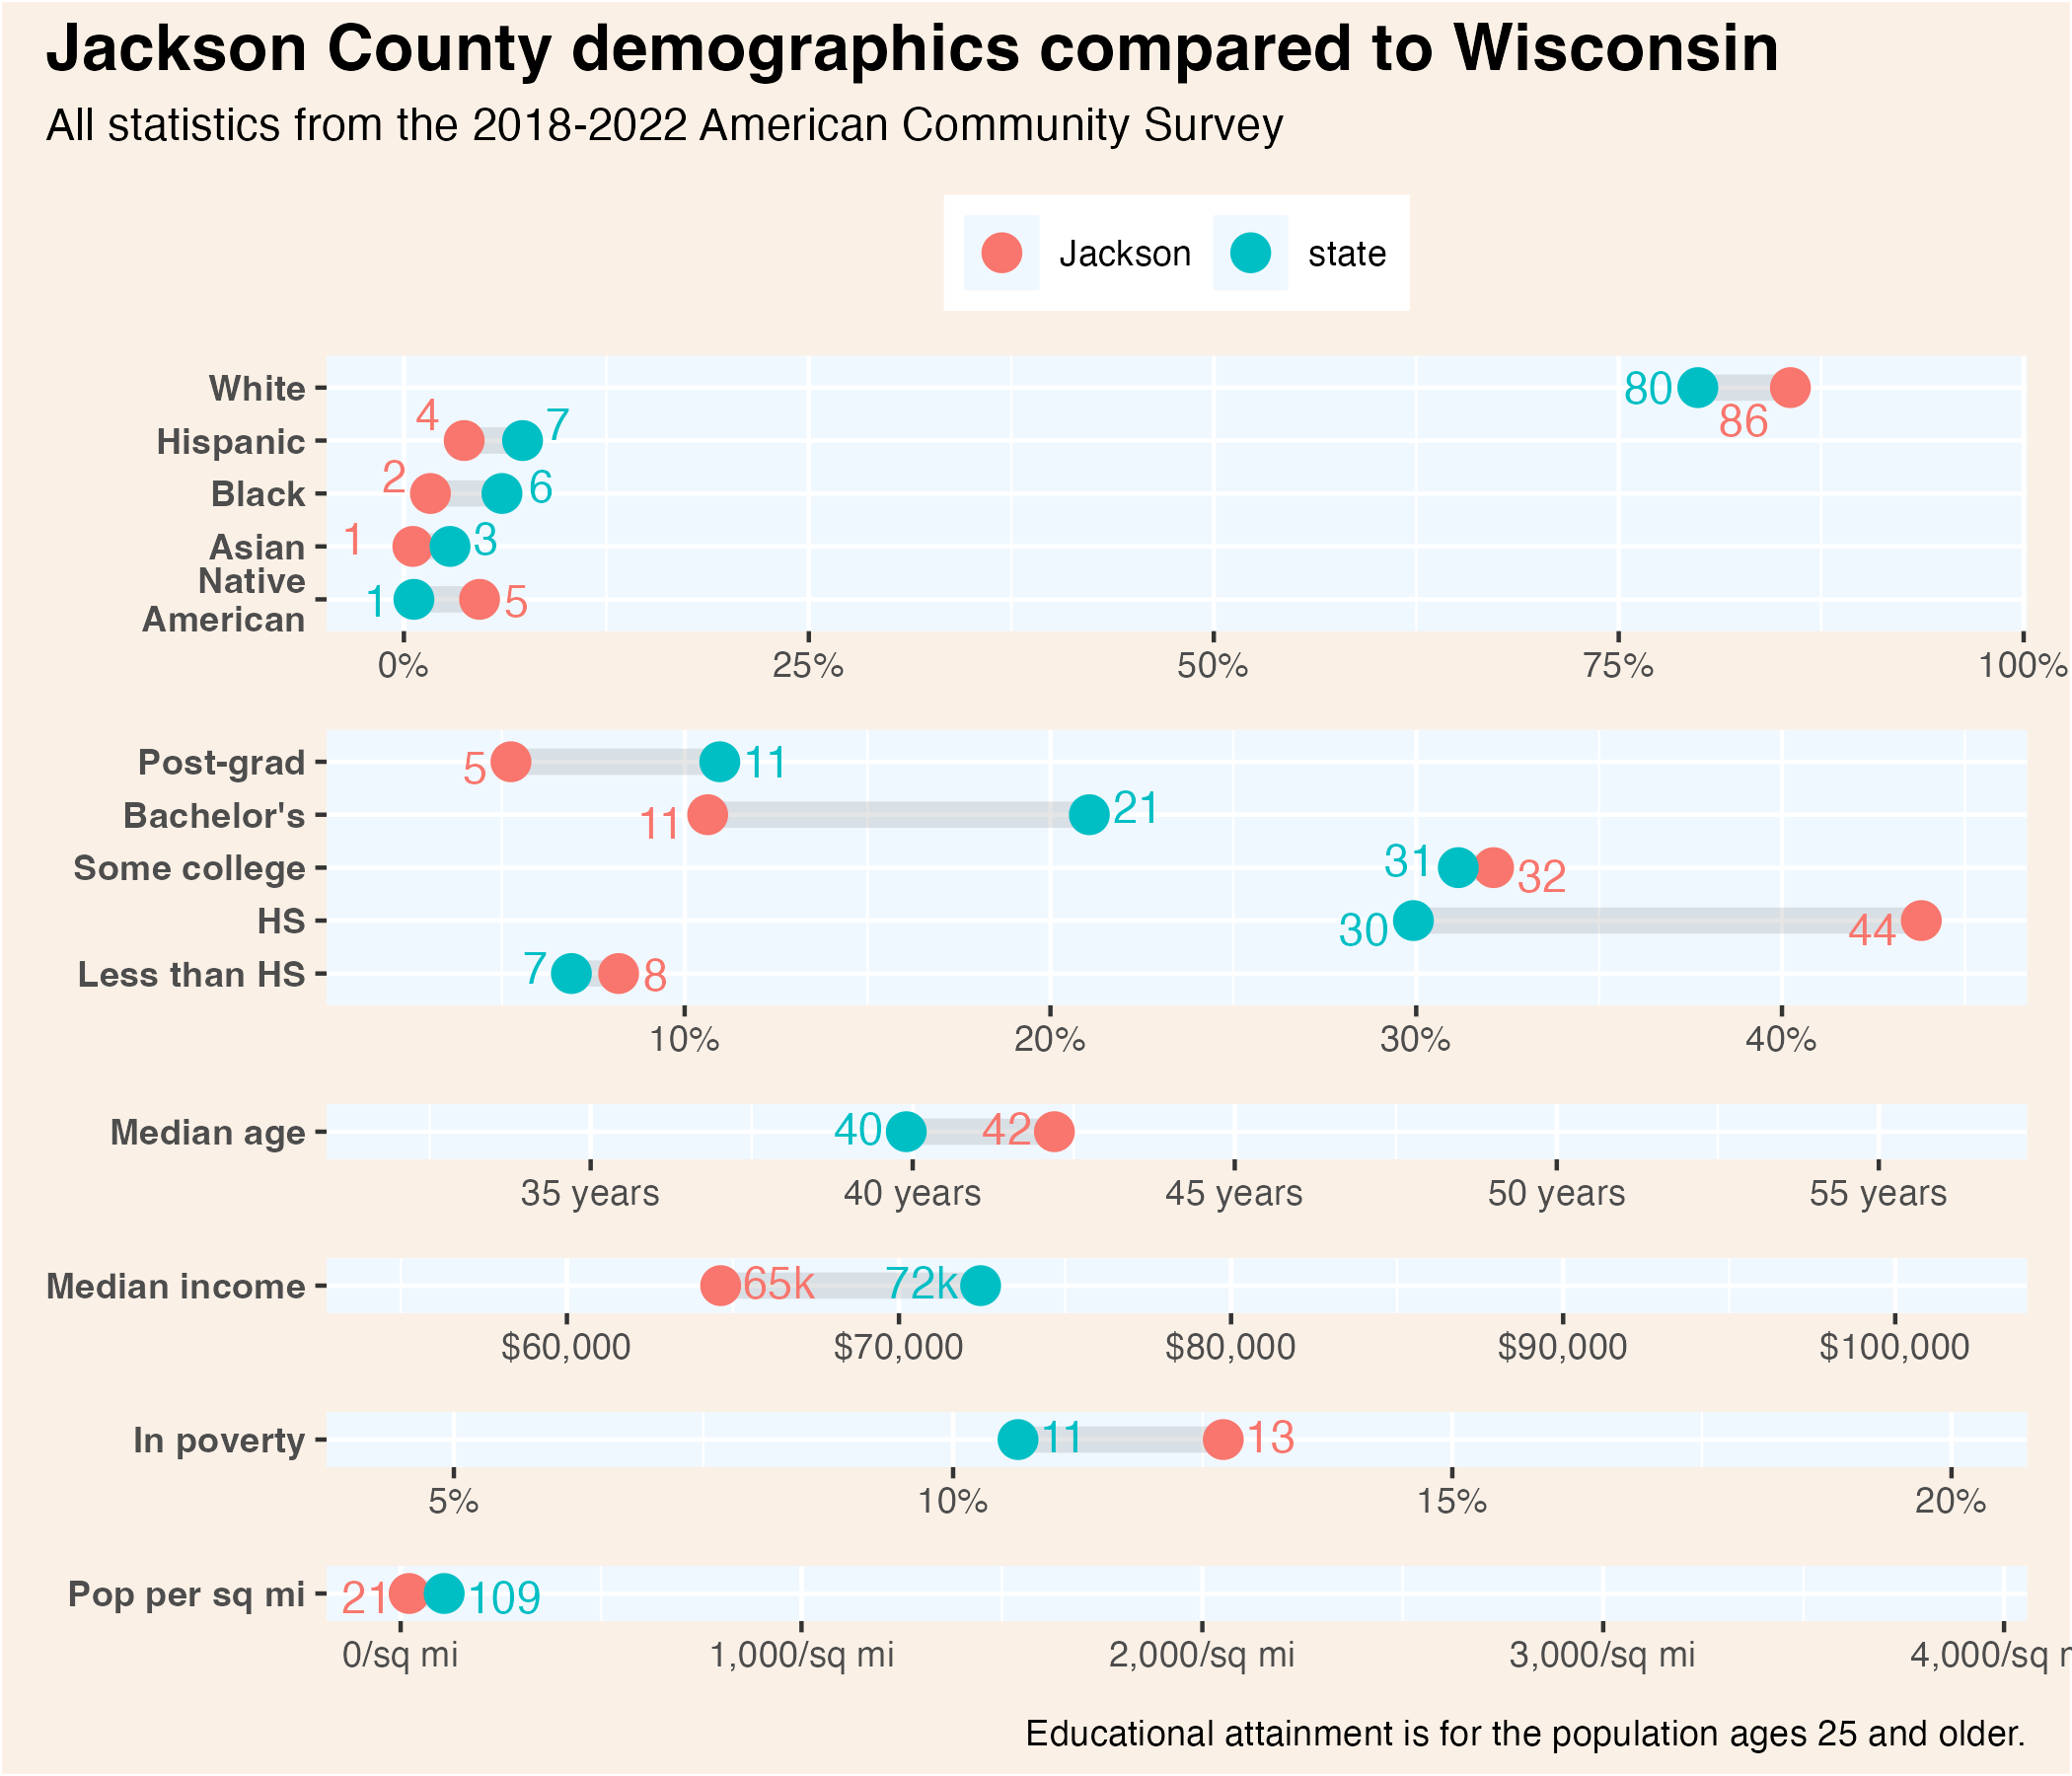 Jackson County demographics compared to Wisconsin
All statistics from the 2018-2022 American Community Survey
Jackson state
White 80 86
Hispanic 4 7
Black 2 6
Asian 1 3
Native
American 1 5
0% 25% 50% 75% 100%
Post-grad 5 11
Bachelor's 11 21
Some college 31 32
HS 30 44
Less than HS 7 8
10% 20% 30% 40%
Median age 40 42
35 years 40 years 45 years 50 years 55 years
Median income 65k 72k
$60,000 $70,000 $80,000 $90,000 $100,000
In poverty 11 13
5% 10% 15% 20%
Pop per sq mi 21 109
0/sq mi 1,000/sq mi 2,000/sq mi 3,000/sq mi 4,000/sq
Educational attainment is for the population ages 25 and older.